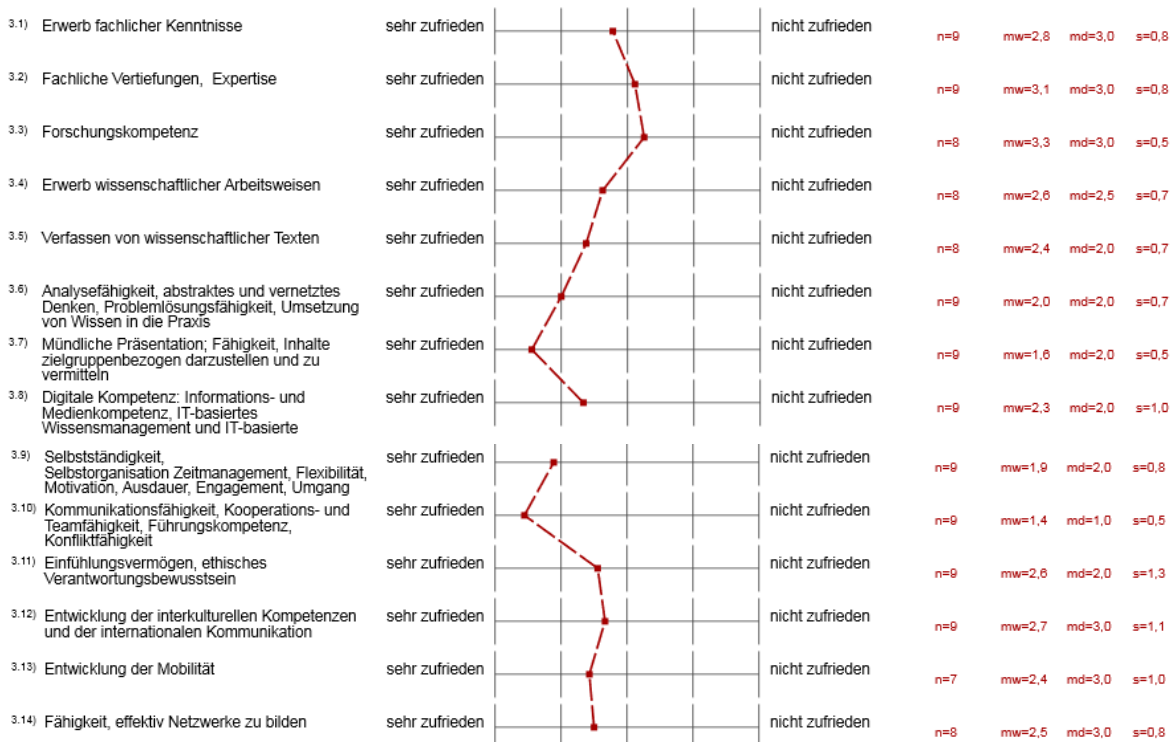 3.1) Erwerb fachlicher Kenntnisse sehr zufrieden nicht zufrieden n=9 mw=2,8 md=3,0 s=0,8
3.2) Fachliche Vertiefungen, Expertise sehr zufrieden nicht zufrieden n=9 mw=3,1 md=3,0 s=0,8
3.3) Forschungskompetenz sehr zufrieden nicht zufrieden n=8 mw=3,3 md=3,0 s=0,5
3.4) Erwerb wissenschaftlicher Arbeitsweisen sehr zufrieden nicht zufrieden n=8 mw=2,6 md=2,5 s=0,7
3.5) Verfassen von wissenschaftlicher Texten sehr zufrieden nicht zufrieden n=8 mw=2,4 md=2,0 s=0,7
3.6) Analysefähigkeit, abstraktes und vernetztes sehr zufrieden nicht zufrieden n=9 mw=2,0 md=2,0 s=0,7
Denken, Problemlösungsfähigkeit, Umsetzung
von Wissen in die Praxis
3.7) Mündliche Präsentation; Fähigkeit, Inhalte sehr zufrieden nicht zufrieden n=9 mw=1,6 md=2,0 s=0,5
zielgruppenbezogen darzustellen und zu
vermitteln
3.8) Digitale Kompetenz: Informations- und sehr zufrieden nicht zufrieden n=9 mw=2,3 md=2,0 s=1,0
Medienkompetenz, IT-basiertes
Wissensmanagement und IT-basierte
3.9) Selbstständigkeit, sehr zufrieden nicht zufrieden n=9 mw=1,9 md=2,0 s=0,8
Selbstorganisation Zeitmanagement, Flexibilität,
Motivation, Ausdauer, Engagement, Umgang
3.10) Kommunikationsfähigkeit, Kooperations- und sehr zufrieden nicht zufrieden n=9 mw=1,4 md=1,0 s=0,5
Teamfähigkeit, Führungskompetenz,
Konfliktfähigkeit
3.11) Einfühlungsvermögen, ethisches sehr zufrieden nicht zufrieden n=9 mw=2,6 md=2,0 s=1,3
Verantwortungsbewusstsein
3.12) Entwicklung der interkulturellen Kompetenzen sehr zufrieden nicht zufrieden n=9 mw=2,7 md=3,0 s=1,1
und der internationalen Kommunikation
3.13) Entwicklung der Mobilität sehr zufrieden nicht zufrieden n=7 mw=2,4 md=3,0 s=1,0
3.14) Fähigkeit, effektiv Netzwerke zu bilden sehr zufrieden nicht zufrieden n=8 mw=2,5 md=3,0 s=0,8